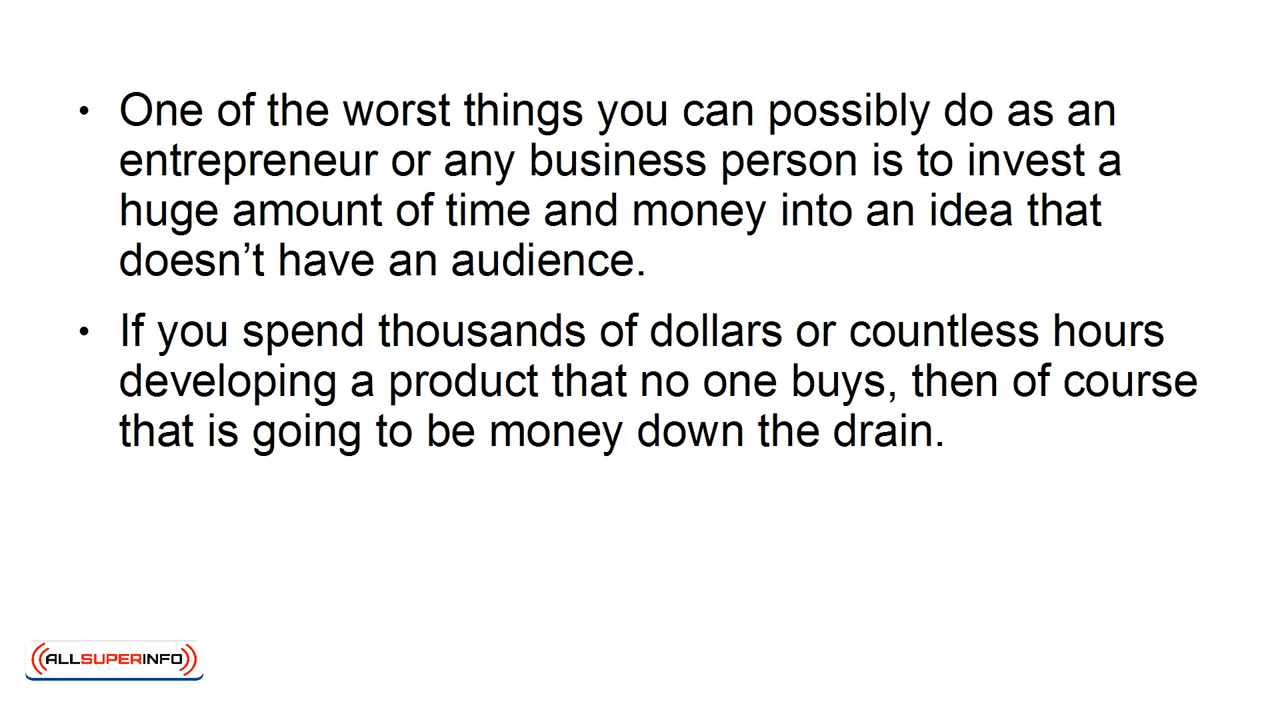 • One of the worst things you can possibly do as an
entrepreneur or any business person is to invest a
huge amount of time and money into an idea that
doesn’t have an audience.
• If you spend thousands of dollars or countless hours
developing a product that no one buys, then of course
that is going to be money down the drain.
ALLSUPERINFO